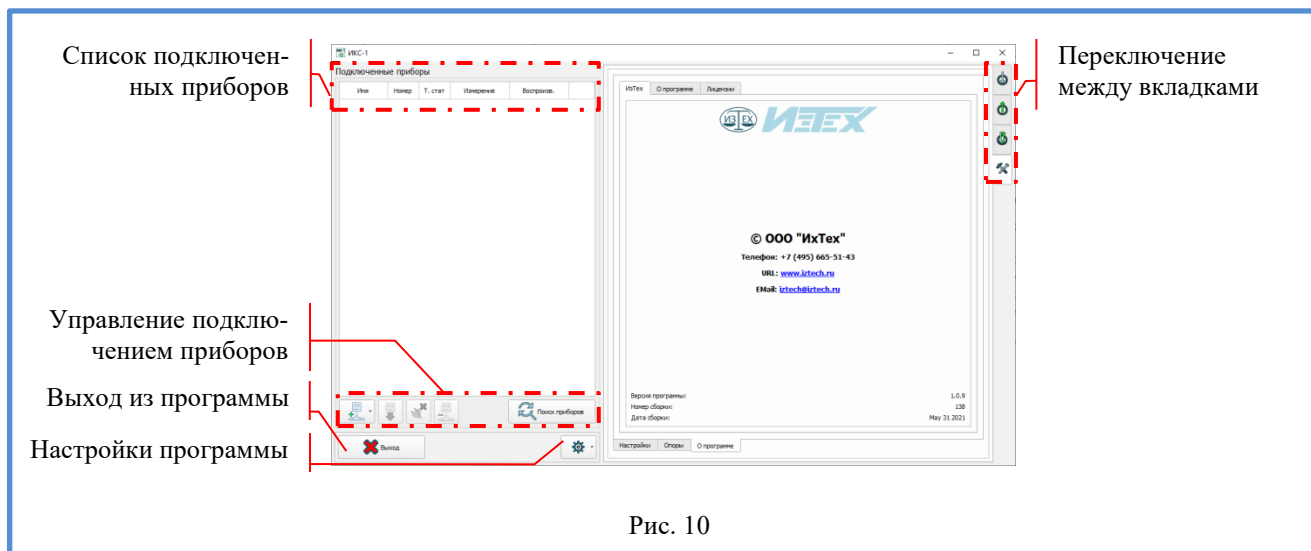 Список подключен-
ных приборов
Управление подклю-
чением приборов
Выход из программы
Настройки программы
ИКС-1
Подключенные приборы
Имя Номер Т. стат Измерение Воспроизв.
Поиск приборов
Выход
ИзТех О программе Лицензии
ИЗ ЕХ ИЗТЕХ
© ООО "ИхТех"
Телефон: +7 (495) 665-51-43
URL: www.iztech.ru
EMail: iztech@iztech.ru
Версия программы: 1.0.9
Номер сборки: 138
Дата сборки: May 31 2021
Настройки Опоры О программе
Переключение
между вкладками
Рис. 10